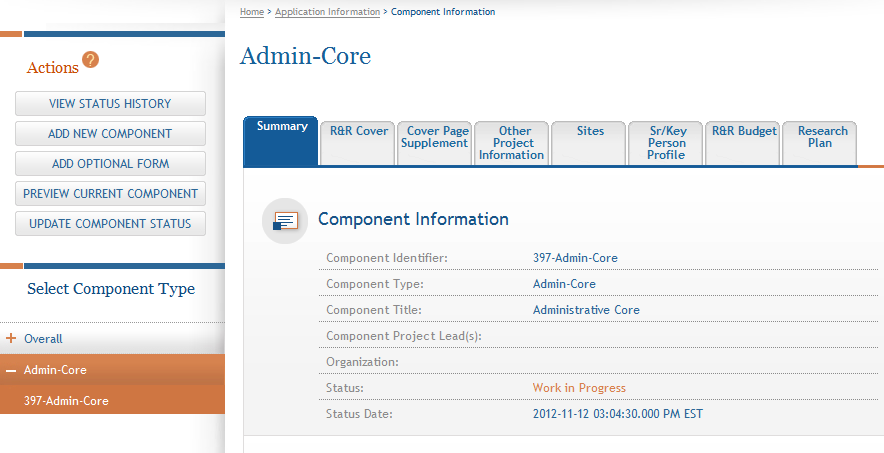 Home > Application Information > Component Information
Admin-Core
Actions ?
VIEW STATUS HISTORY
ADD NEW COMPONENT
ADD OPTIONAL FORM
PREVIEW CURRENT COMPONENT
UPDATE COMPONENT STATUS
Select Component Type
+ Overall
– Admin-Core
397-Admin-Core
Summary
R&R Cover
Cover Page
Supplement
Other
Project
Information
Sites
Sr/Key
Person
Profile
R&R Budget
Research
Plan
Component Information
Component Identifier: 397-Admin-Core
Component Type: Admin-Core
Component Title: Administrative Core
Component Project Lead(s):
Organization:
Status: Work in Progress
Status Date: 2012-11-12 03:04:30.000 PM EST